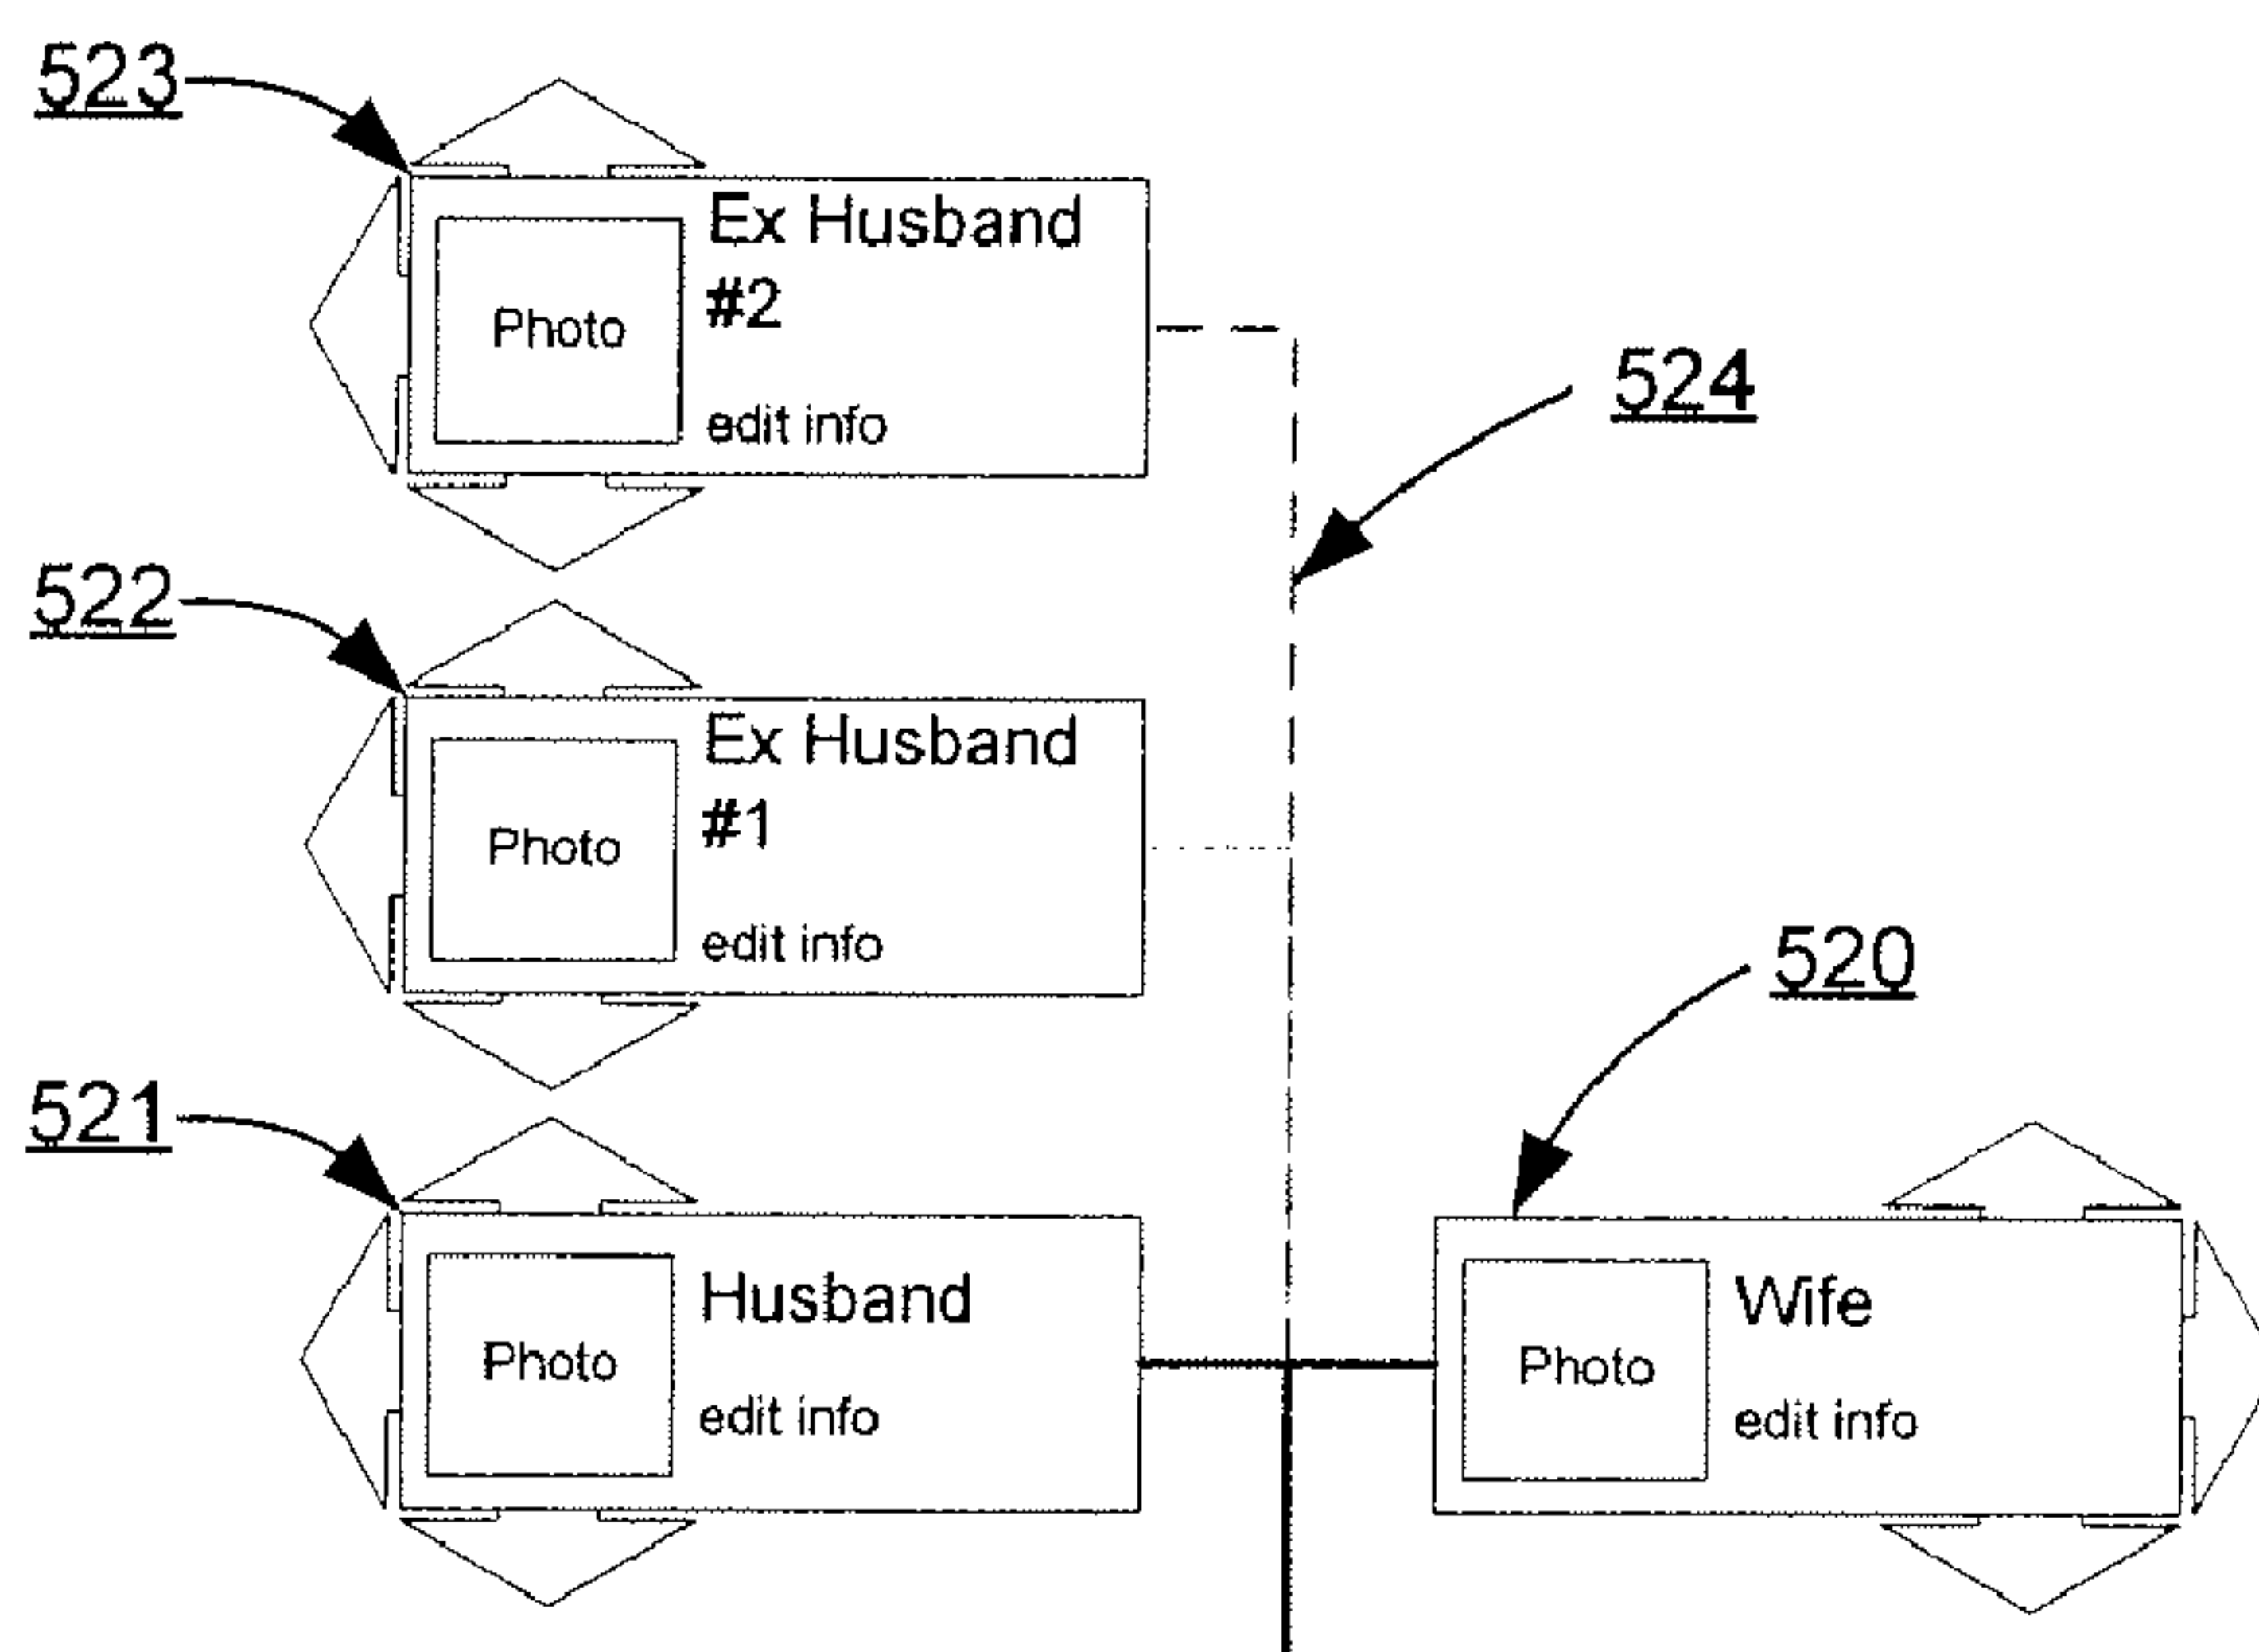 523
Ex Husband
#2
Photo
edit info
524
522
Ex Husband
#1
Photo
edit info
520
521
Husband
Photo
edit info
Wife
Photo
edit info